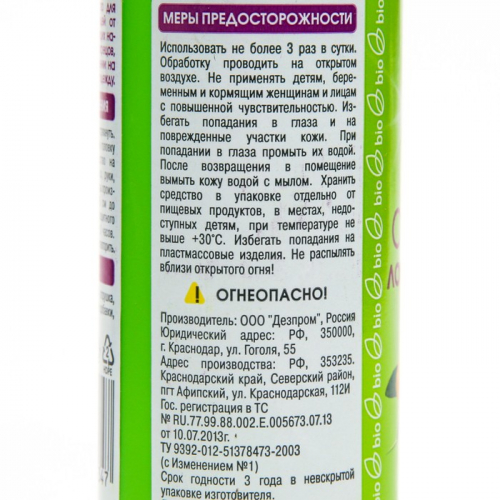 МЕРЫ ПРЕДОСТОРОЖНОСТИ
Использовать не более 3 раз в сутки.
Обработку проводить на открытом
воздухе. Не применять детям, бере-
менным и кормящим женщинам и лицам
с повышенной чувствительностью. Из-
бегать попадания в глаза и на
поврежденные участки кожи. При
попадании в глаза промыть их водой.
После возвращения в помещение
вымыть кожу водой с мылом. Хранить
средство в упаковке отдельно от
пищевых продуктов, в местах, недо-
ступных детям, при температуре не
выше +30°С. Избегать попадания на
пластмассовые изделия. Не распылять
вблизи открытого огня!
ОГНЕОПАСНО!
Производитель: ООО "Дезпром", Россия
Юридический адрес: РФ, 350000,
г. Краснодар, ул. Гоголя, 55
Адрес производства: РФ, 353235.
Краснодарский край, Северский район,
пгт Афипский, ул. Краснодарская, 112И
Гос. регистрация в ТС
№ RU.77.99.88.002.Е.005673.07.13
от 10.07.2013г.
ТУ 9392-012-51378473-2003
(с Изменением №1)
Срок годности 3 года в невскрытой
упаковке изготовителя.
bio
bio
bio
bio
bio
bio
bio
bio